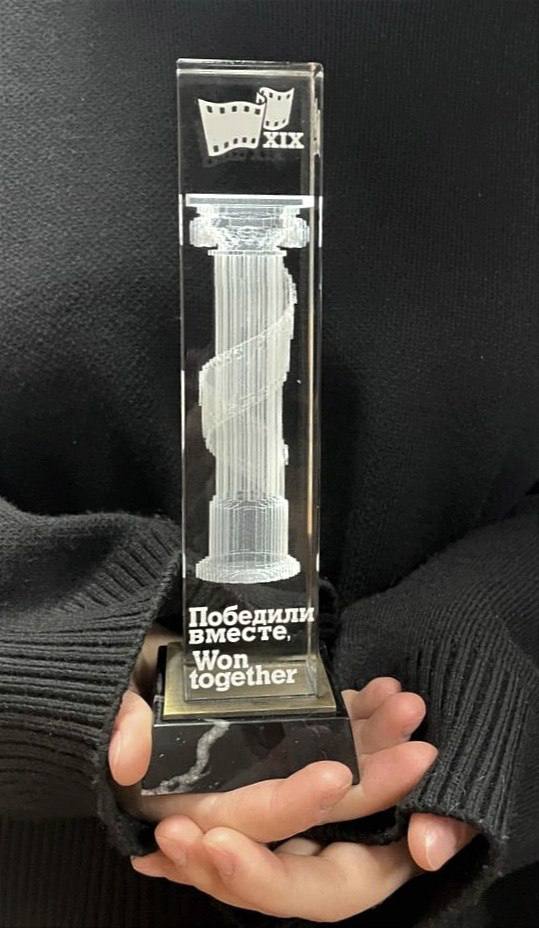 XIX
Победили
вместе,
Won
together